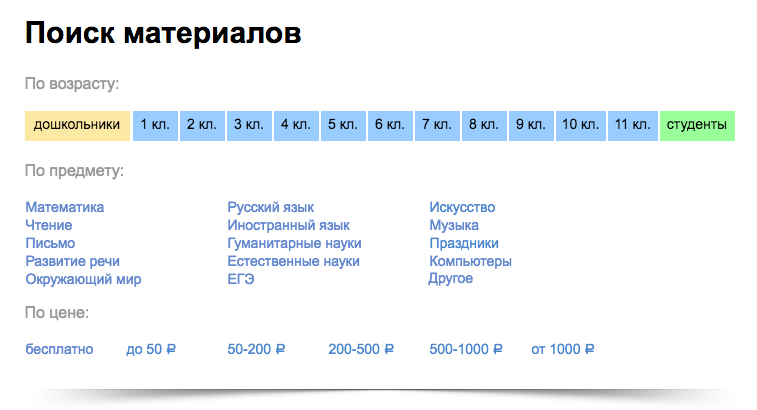 Поиск материалов
По возрасту:
дошкольники 1 кл. 2 кл. 3 кл. 4 кл. 5 кл. 6 кл. 7 кл. 8 кл. 9 кл. 10 кл. 11 кл. студенты
По предмету:
Математика Русский язык Искусство
Чтение Иностранный язык Музыка
Письмо Гуманитарные науки Праздники
Развитие речи Естественные науки Компьютеры
Окружающий мир ЕГЭ Другое
По цене:
бесплатно до 50 ₽ 50-200 ₽ 200-500 ₽ 500-1000 ₽ от 1000 ₽